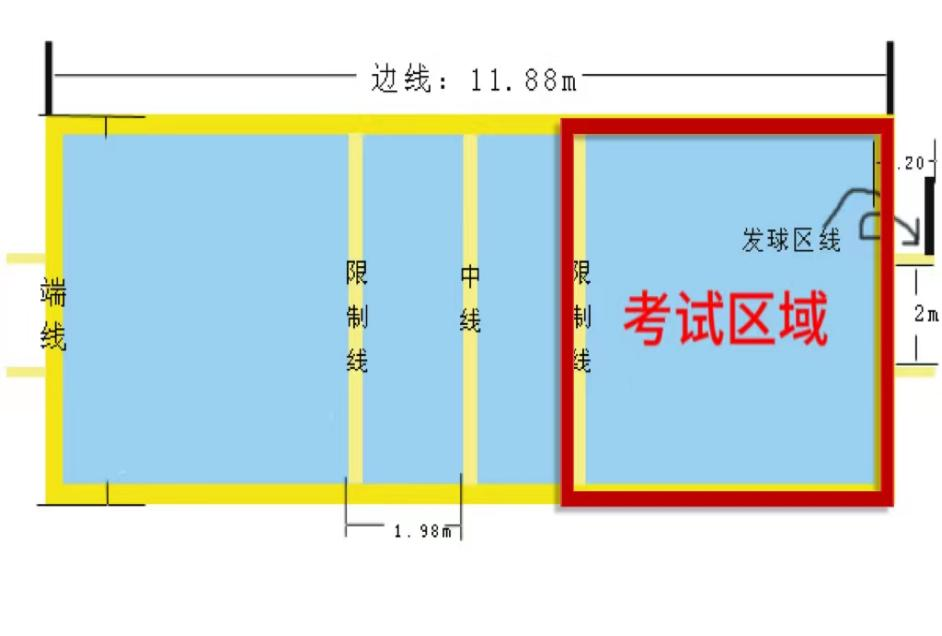 边线：11.88m
.20
发球区线
端线
限制线
中线
限制线
考试区域
2m
1.98m